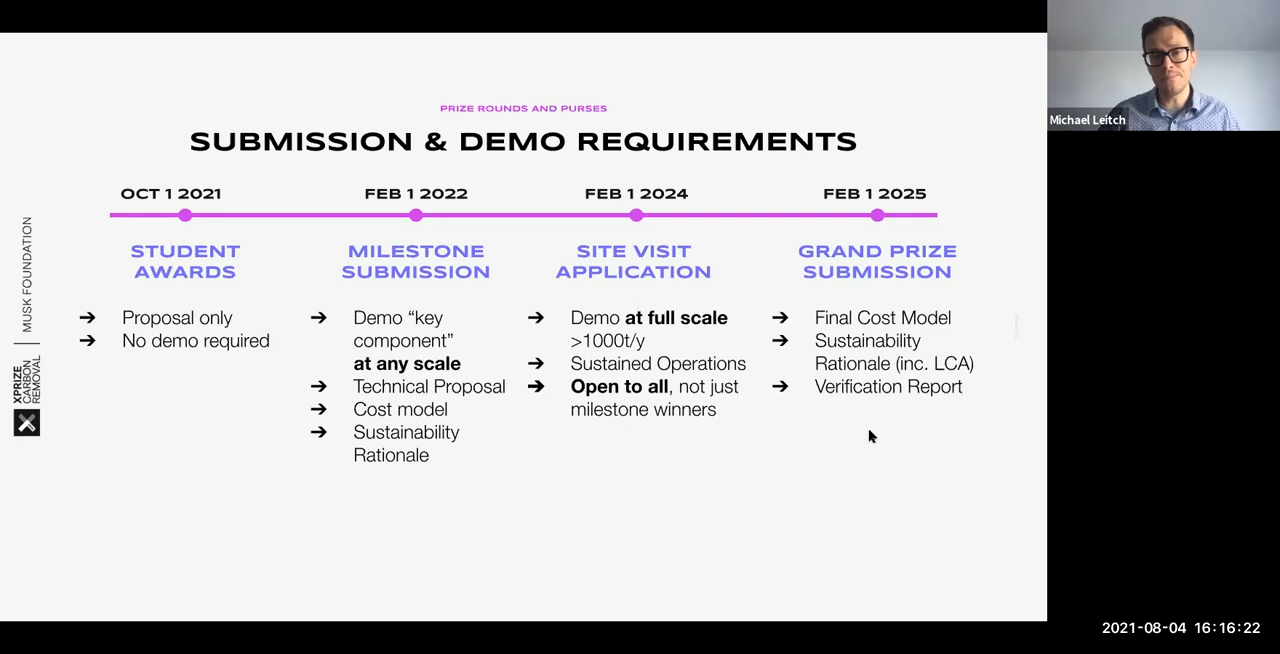 PRIZE ROUNDS AND PURSES
SUBMISSION & DEMO REQUIREMENTS
OCT 1 2021
STUDENT
AWARDS
➔ Proposal only
➔ No demo required
FEB 1 2022
MILESTONE
SUBMISSION
➔ Demo “key
component”
at any scale
➔ Technical Proposal
➔ Cost model
➔ Sustainability
Rationale
FEB 1 2024
SITE VISIT
APPLICATION
➔ Demo at full scale
>1000t/y
➔ Sustained Operations
➔ Open to all, not just
milestone winners
FEB 1 2025
GRAND PRIZE
SUBMISSION
➔ Final Cost Model
➔ Sustainability
Rationale (inc. LCA)
➔ Verification Report
XPRIZE
CARBON
REMOVAL
MUSK FOUNDATION
Michael Leitch
2021-08-04 16:16:22